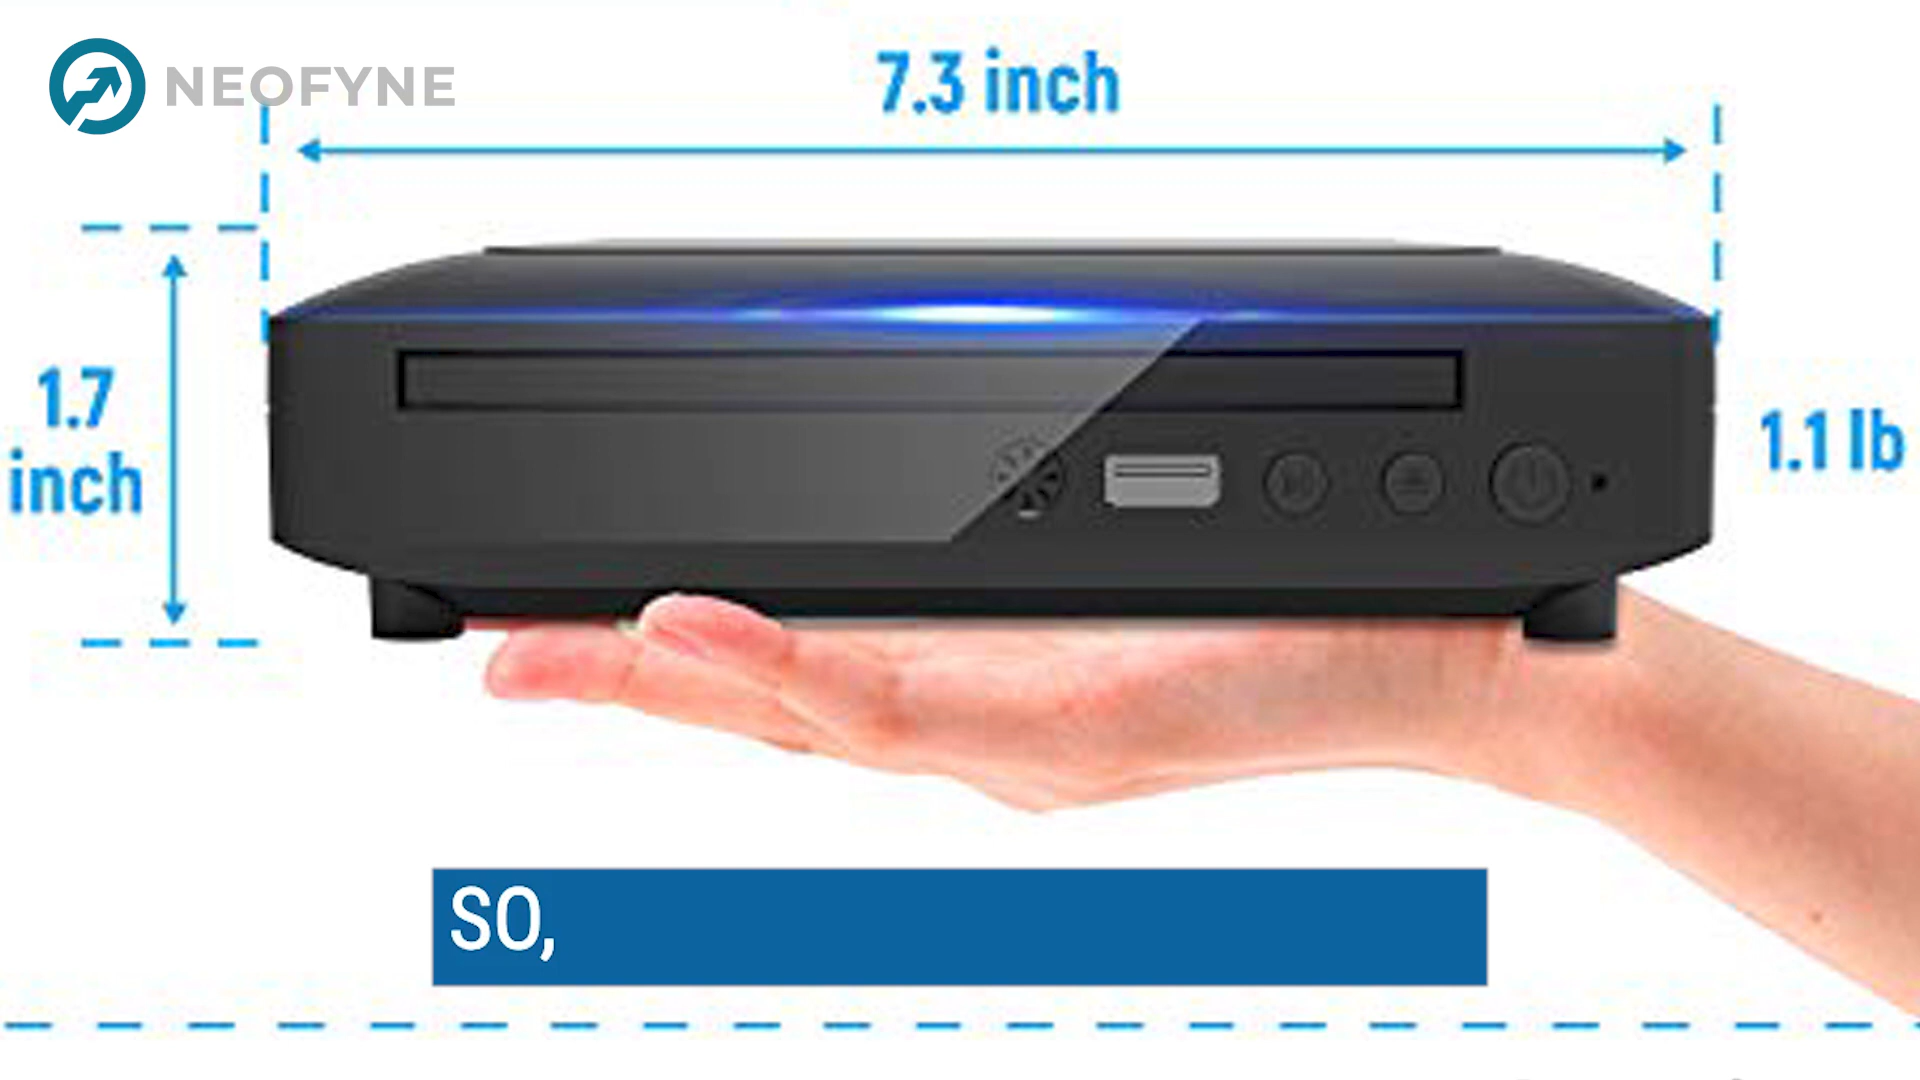 NEOFYNE
7.3 inch
1.7
inch
1.1 lb
SO,